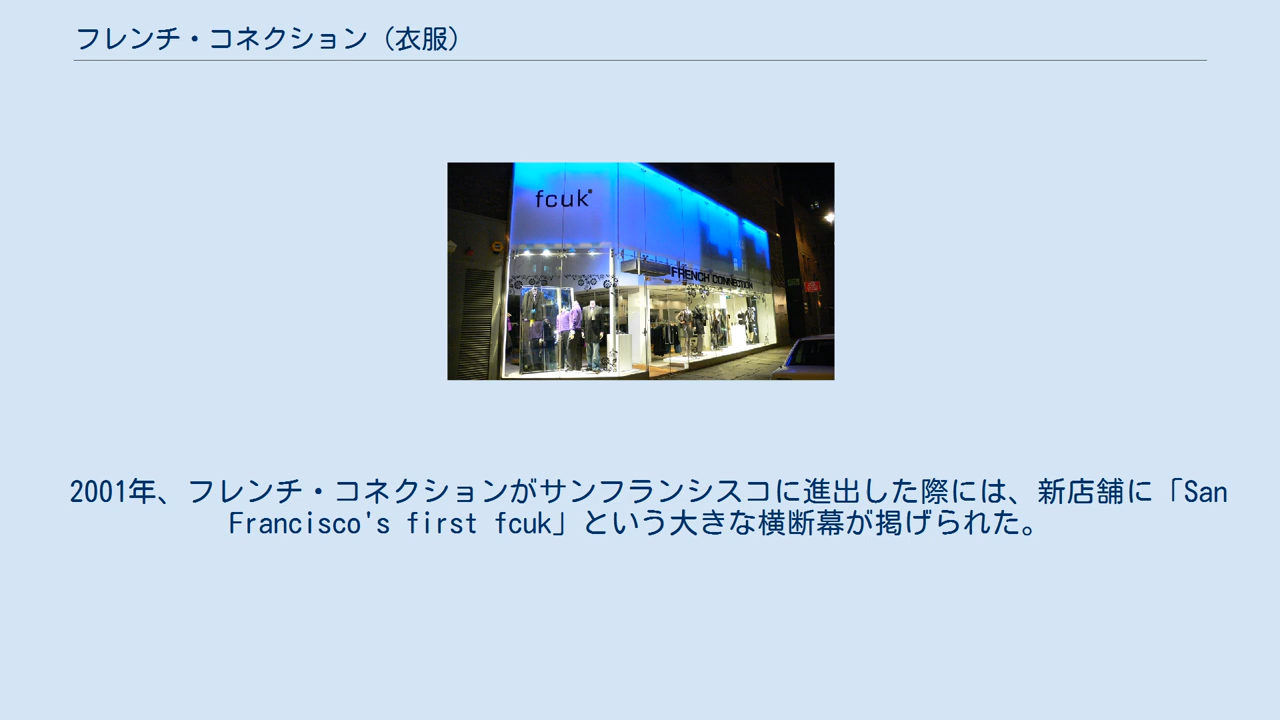 フレンチ・コネクション（衣服）
fcuk
FRENCH CONNECTION
2001年、フレンチ・コネクションがサンフランシスコに進出した際には、新店舗に「San
Francisco's first fcuk」という大きな横断幕が掲げられた。